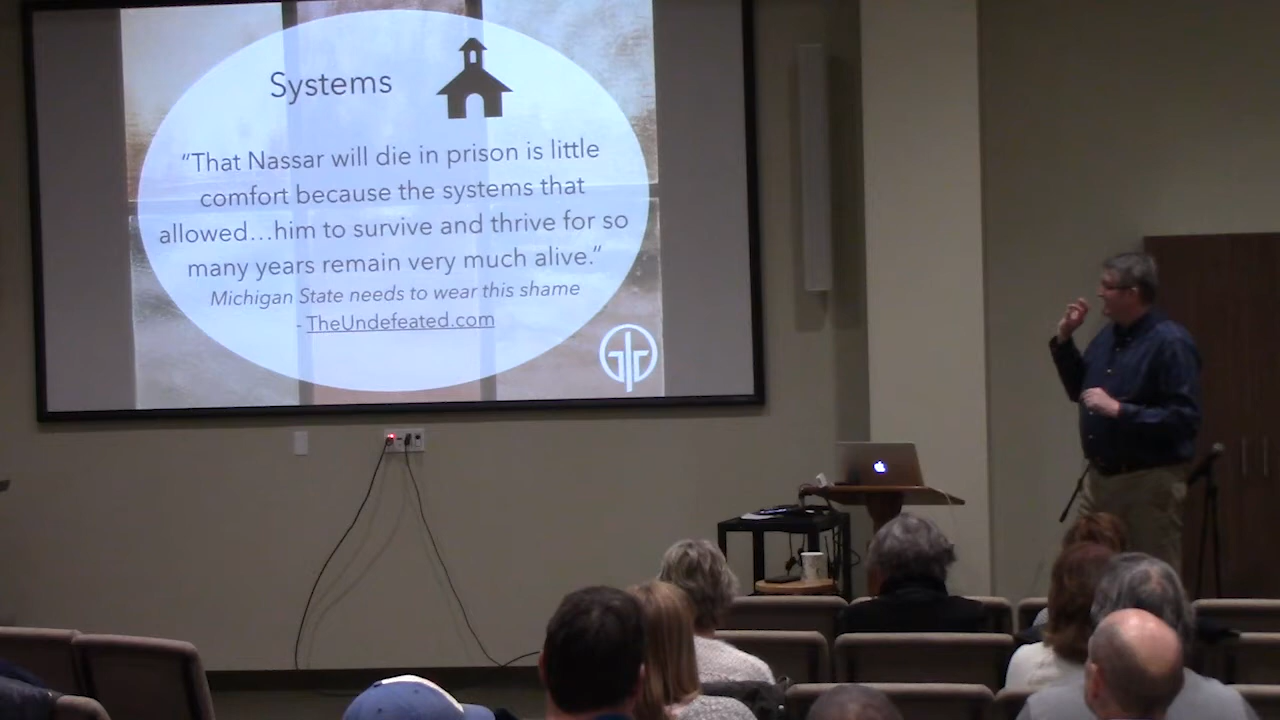 Systems
“That Nassar will die in prison is little
comfort because the systems that
allowed...him to survive and thrive for so
many years remain very much alive.”
Michigan State needs to wear this shame
- TheUndefeated.com